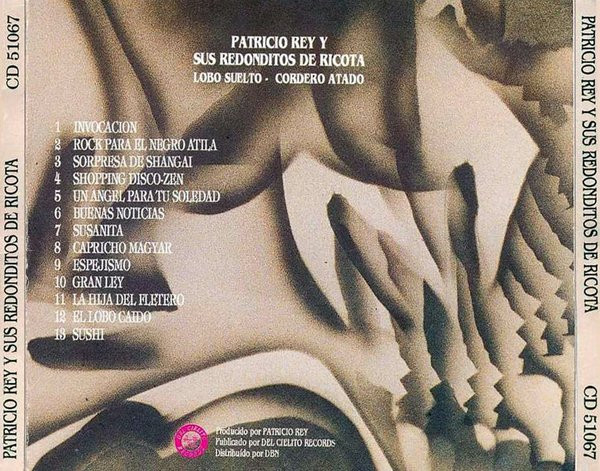 CD 51067
PATRICIO REY Y SUS REDONDITOS DE RICOTA
PATRICIO REY Y
SUS REDONDITOS DE RICOTA
LOBO SUELTO - CORDERO ATADO
1 INVOCACION
2 ROCK PARA EL NEGRO ATILA
3 SORPRESA DE SHANGAI
4 SHOPPING DISCO-ZEN
5 UN ANGEL PARA TU SOLEDAD
6 BUENAS NOTICIAS
7 SUSANITA
8 CAPRICHO MAGYAR
9 ESPEJISMO
10 GRAN LEY
11 LA HIJA DEL FLETERO
12 EL LOBO CAIDO
13 SUSHI
DEL CIELITO
RECORDS
Producido por PATRICIO REY
Publicado por DEL CIELITO RECORDS
Distribuído por DBN
PATRICIO REY Y SUS REDONDITOS DE RICOTA
CD 51067